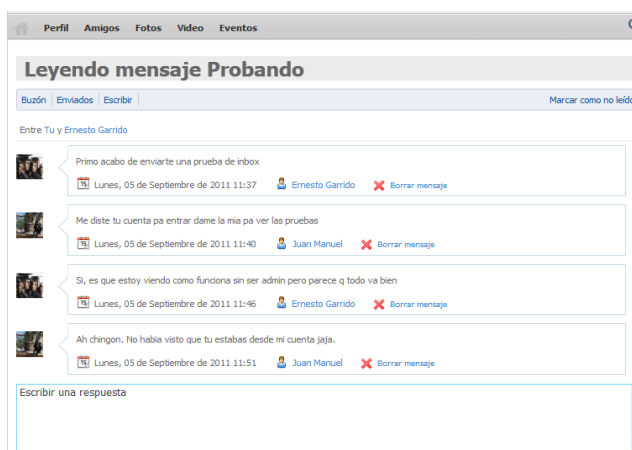 Perfil Amigos Fotos Video Eventos
Leyendo mensaje Probando
Buzón Enviados Escribir Marcar como no leído
Entre Tu y Ernesto Garrido
Primo acabo de enviarte una prueba de inbox
Lunes, 05 de Septiembre de 2011 11:37 Ernesto Garrido Borrar mensaje
Me diste tu cuenta pa entrar dame la mia pa ver las pruebas
Lunes, 05 de Septiembre de 2011 11:40 Juan Manuel Borrar mensaje
Si, es que estoy viendo como funciona sin ser admin pero parece q todo va bien
Lunes, 05 de Septiembre de 2011 11:46 Ernesto Garrido Borrar mensaje
Ah chingon. No habia visto que tu estabas desde mi cuenta jaja.
Lunes, 05 de Septiembre de 2011 11:51 Juan Manuel Borrar mensaje
Escribir una respuesta